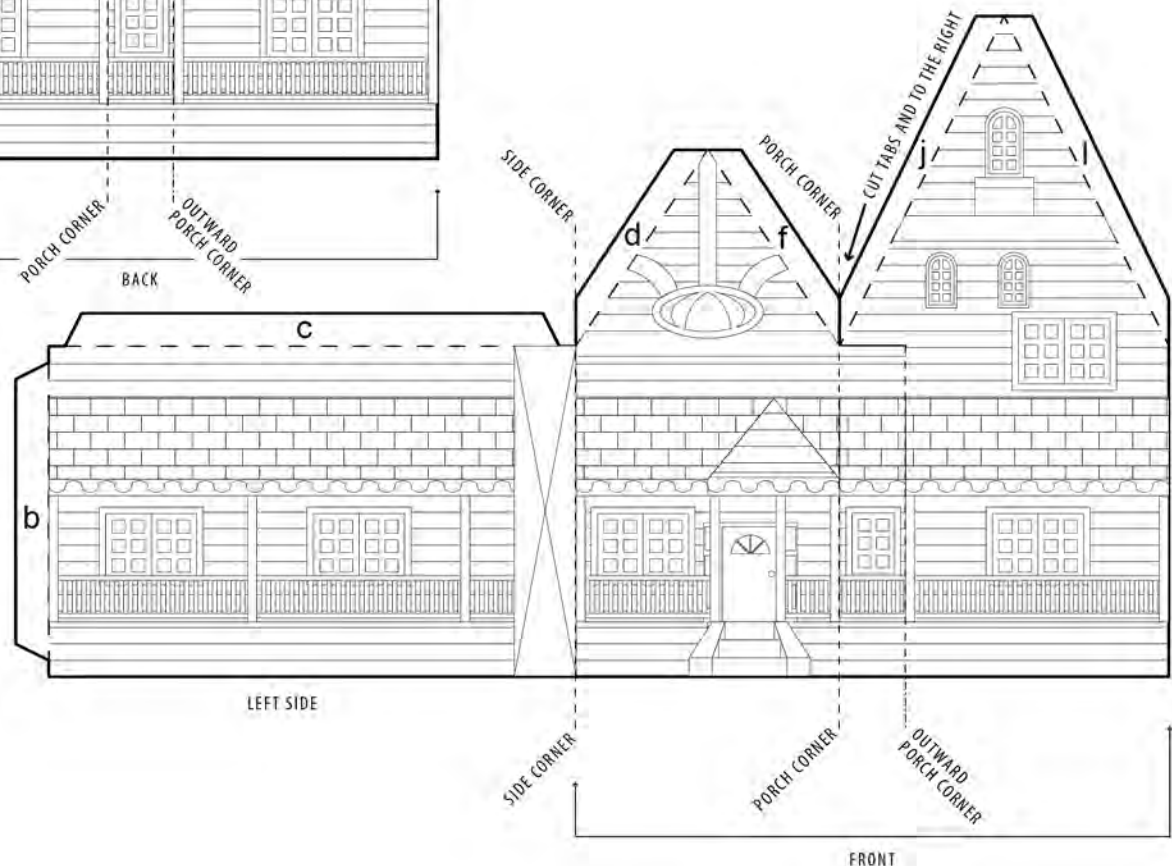 CUT TABS AND TO THE RIGHT
SIDE CORNER
PORCH CORNER
j
l
d
f
PORCH CORNER
OUTWARD
PORCH CORNER
BACK
c
b
LEFT SIDE
SIDE CORNER
PORCH CORNER
OUTWARD
PORCH CORNER
FRONT